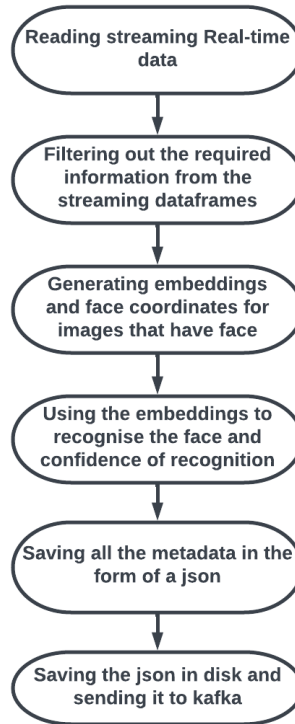 Reading streaming Real-time
data
Filtering out the required
information from the
streaming dataframes
Generating embeddings
and face coordinates for
images that have face
Using the embeddings to
recognise the face and
confidence of recognition
Saving all the metadata in the
form of a json
Saving the json in disk and
sending it to kafka